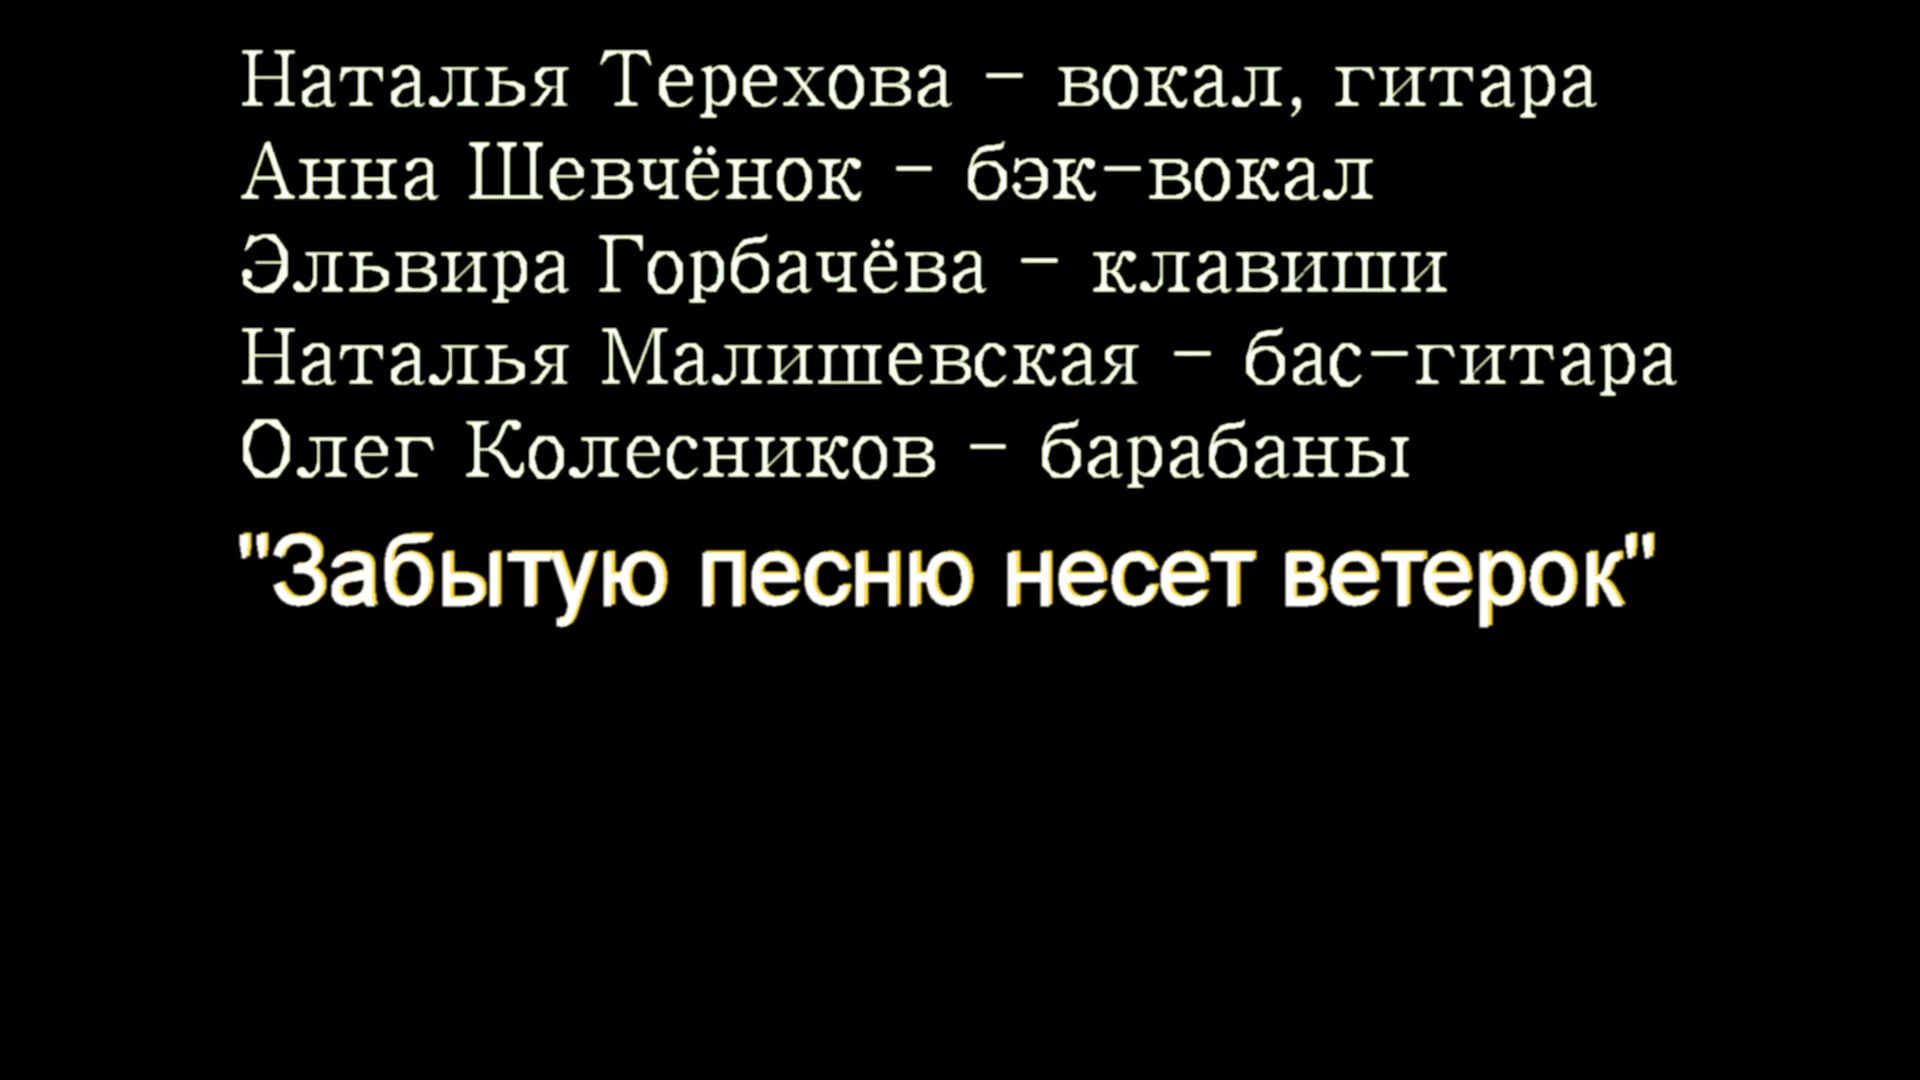 Наталья Терехова - вокал, гитара
Анна Шевчёнок - бэк-вокал
Эльвира Горбачёва - клавиши
Наталья Малишевская - бас-гитара
Олег Колесников - барабаны
"Забытую песню несет ветерок"